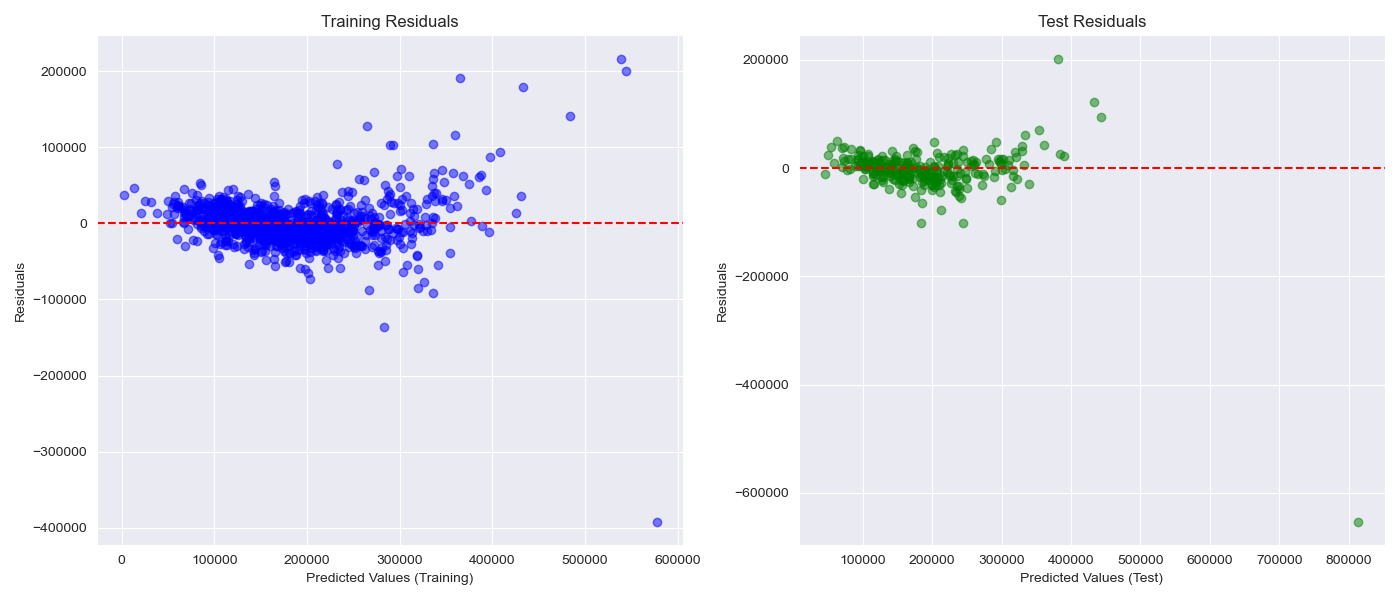 Training Residuals
Residuals
200000
100000
0
−100000
−200000
−300000
−400000
0 100000 200000 300000 400000 500000 600000
Predicted Values (Training)
Test Residuals
Residuals
200000
0
−200000
−400000
−600000
100000 200000 300000 400000 500000 600000 700000 800000
Predicted Values (Test)